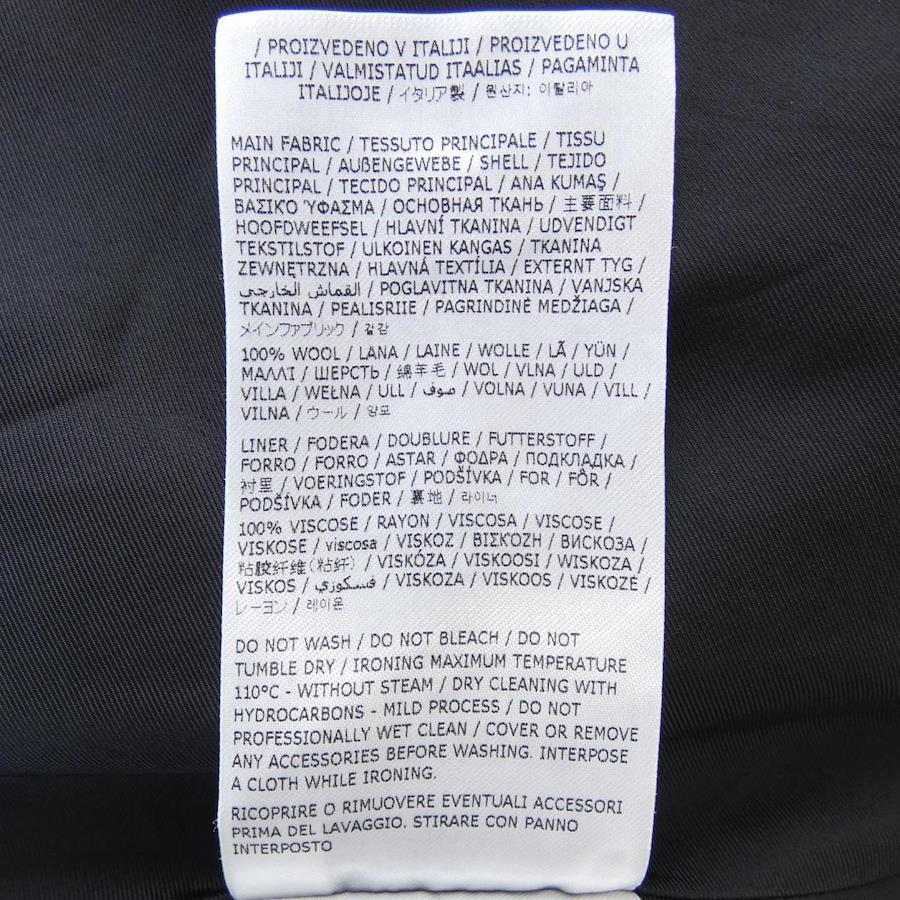 / PROIZVEDENO V ITALIJI / PROIZVEDENO U
ITALIJI / VALMISTATUD ITAALIAS / PAGAMINTA
ITALIJOJE / イタリア製 / 원산지: 이탈리아
MAIN FABRIC / TESSUTO PRINCIPALE / TISSU
PRINCIPAL / AUßENGEWEBE / SHELL / TEJIDO
PRINCIPAL / TECIDO PRINCIPAL / ANA KUMAŞ /
ΒΑΣΙΚΌ ΎΦΑΣΜΑ / ОСНОВНАЯ ТКАНЬ / 主要面料 /
HOOFDWEEFSEL / HLAVNÍ TKANINA / UDVENDIGT
TEKSTILSTOF / ULKOINEN KANGAS / TKANINA
ZEWNĘTRZNA / HLAVNÁ TEXTÍLIA / EXTERNT TYG /
القماش الخارجي / POGLAVITNA TKANINA / VANJSKA
TKANINA / PEALISRIIE / PAGRINDINĖ MEDŽIAGA /
メインファブリック / 겉감
100% WOOL / LANA / LAINE / WOLLE / LÃ / YÜN /
ΜΑΛΛΊ / ШЕРСТЬ / 绵羊毛 / WOL / VLNA / ULD /
VILLA / WEŁNA / ULL / صوف / VOLNA / VUNA / VILL /
VILNA / ウール / 양모
LINER / FODERA / DOUBLURE / FUTTERSTOFF /
FORRO / FORRO / ASTAR / ΦΟΔΡΑ / ПОДКЛАДКА /
衬里 / VOERINGSTOF / PODŠÍVKA / FOR / FÔR /
PODŠÍVKA / FODER / 裏地 / 라이너
100% VISCOSE / RAYON / VISCOSA / VISCOSE /
VISKOSE / viscosa / VISKOZ / ΒΙΣΚΌΖΗ / ВИСКОЗА /
粘胶纤维(粘纤) / VISKÓZA / VISKOOSI / WISKOZA /
VISKOS / فسكوزي / VISKOZA / VISKOOS / VISKOZĖ /
レーヨン / 레이온
DO NOT WASH / DO NOT BLEACH / DO NOT
TUMBLE DRY / IRONING MAXIMUM TEMPERATURE
110°C - WITHOUT STEAM / DRY CLEANING WITH
HYDROCARBONS - MILD PROCESS / DO NOT
PROFESSIONALLY WET CLEAN / COVER OR REMOVE
ANY ACCESSORIES BEFORE WASHING. INTERPOSE
A CLOTH WHILE IRONING.
RICOPRIRE O RIMUOVERE EVENTUALI ACCESSORI
PRIMA DEL LAVAGGIO. STIRARE CON PANNO
INTERPOSTO